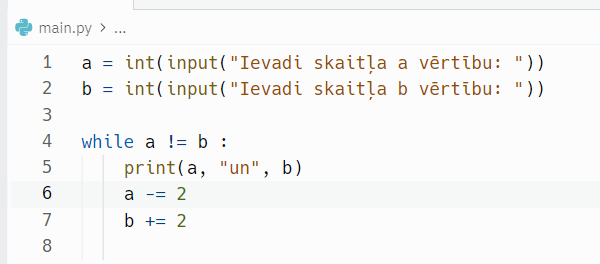 main.py > ...
1 a = int(input("Ievadi skaitļa a vērtību: "))
2 b = int(input("Ievadi skaitļa b vērtību: "))
3
4 while a != b :
5     print(a, "un", b)
6     a -= 2
7     b += 2
8